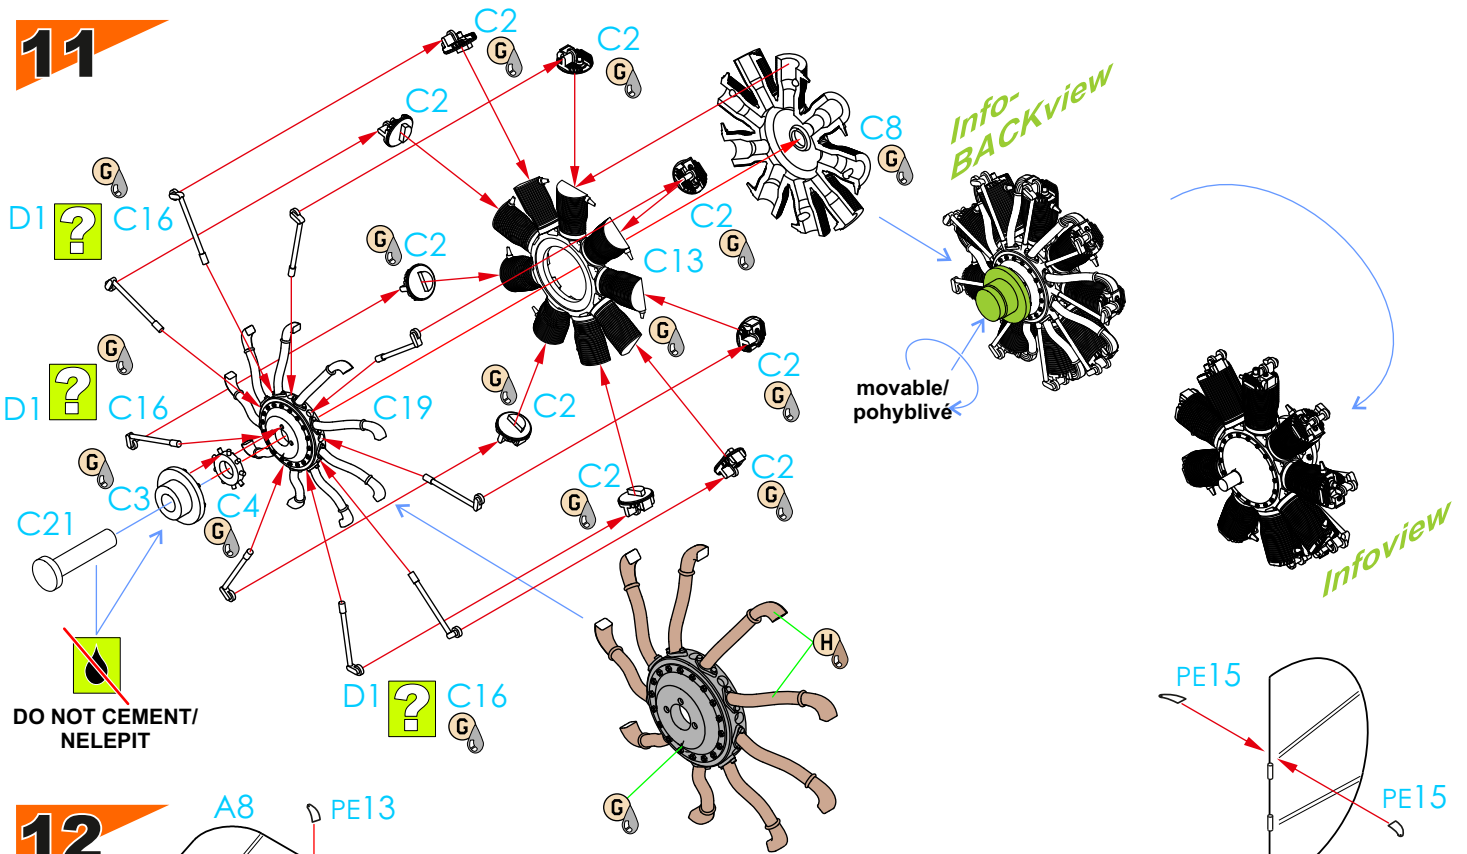 11
C2
G
C2
G
C2
C8
G
Info-
BACKview
G
D1 ? C16
C2
G
G
C2
C13
G
G
D1 ? C16
G
C2
G
C19
G
C2
movable/
pohyblivé
G
C3
C4
G
C21
C2
G
C2
G
Infoview
DO NOT CEMENT/
NELEPIT
D1 ? C16
G
H
G
PE15
PE15
12
A8
PE13